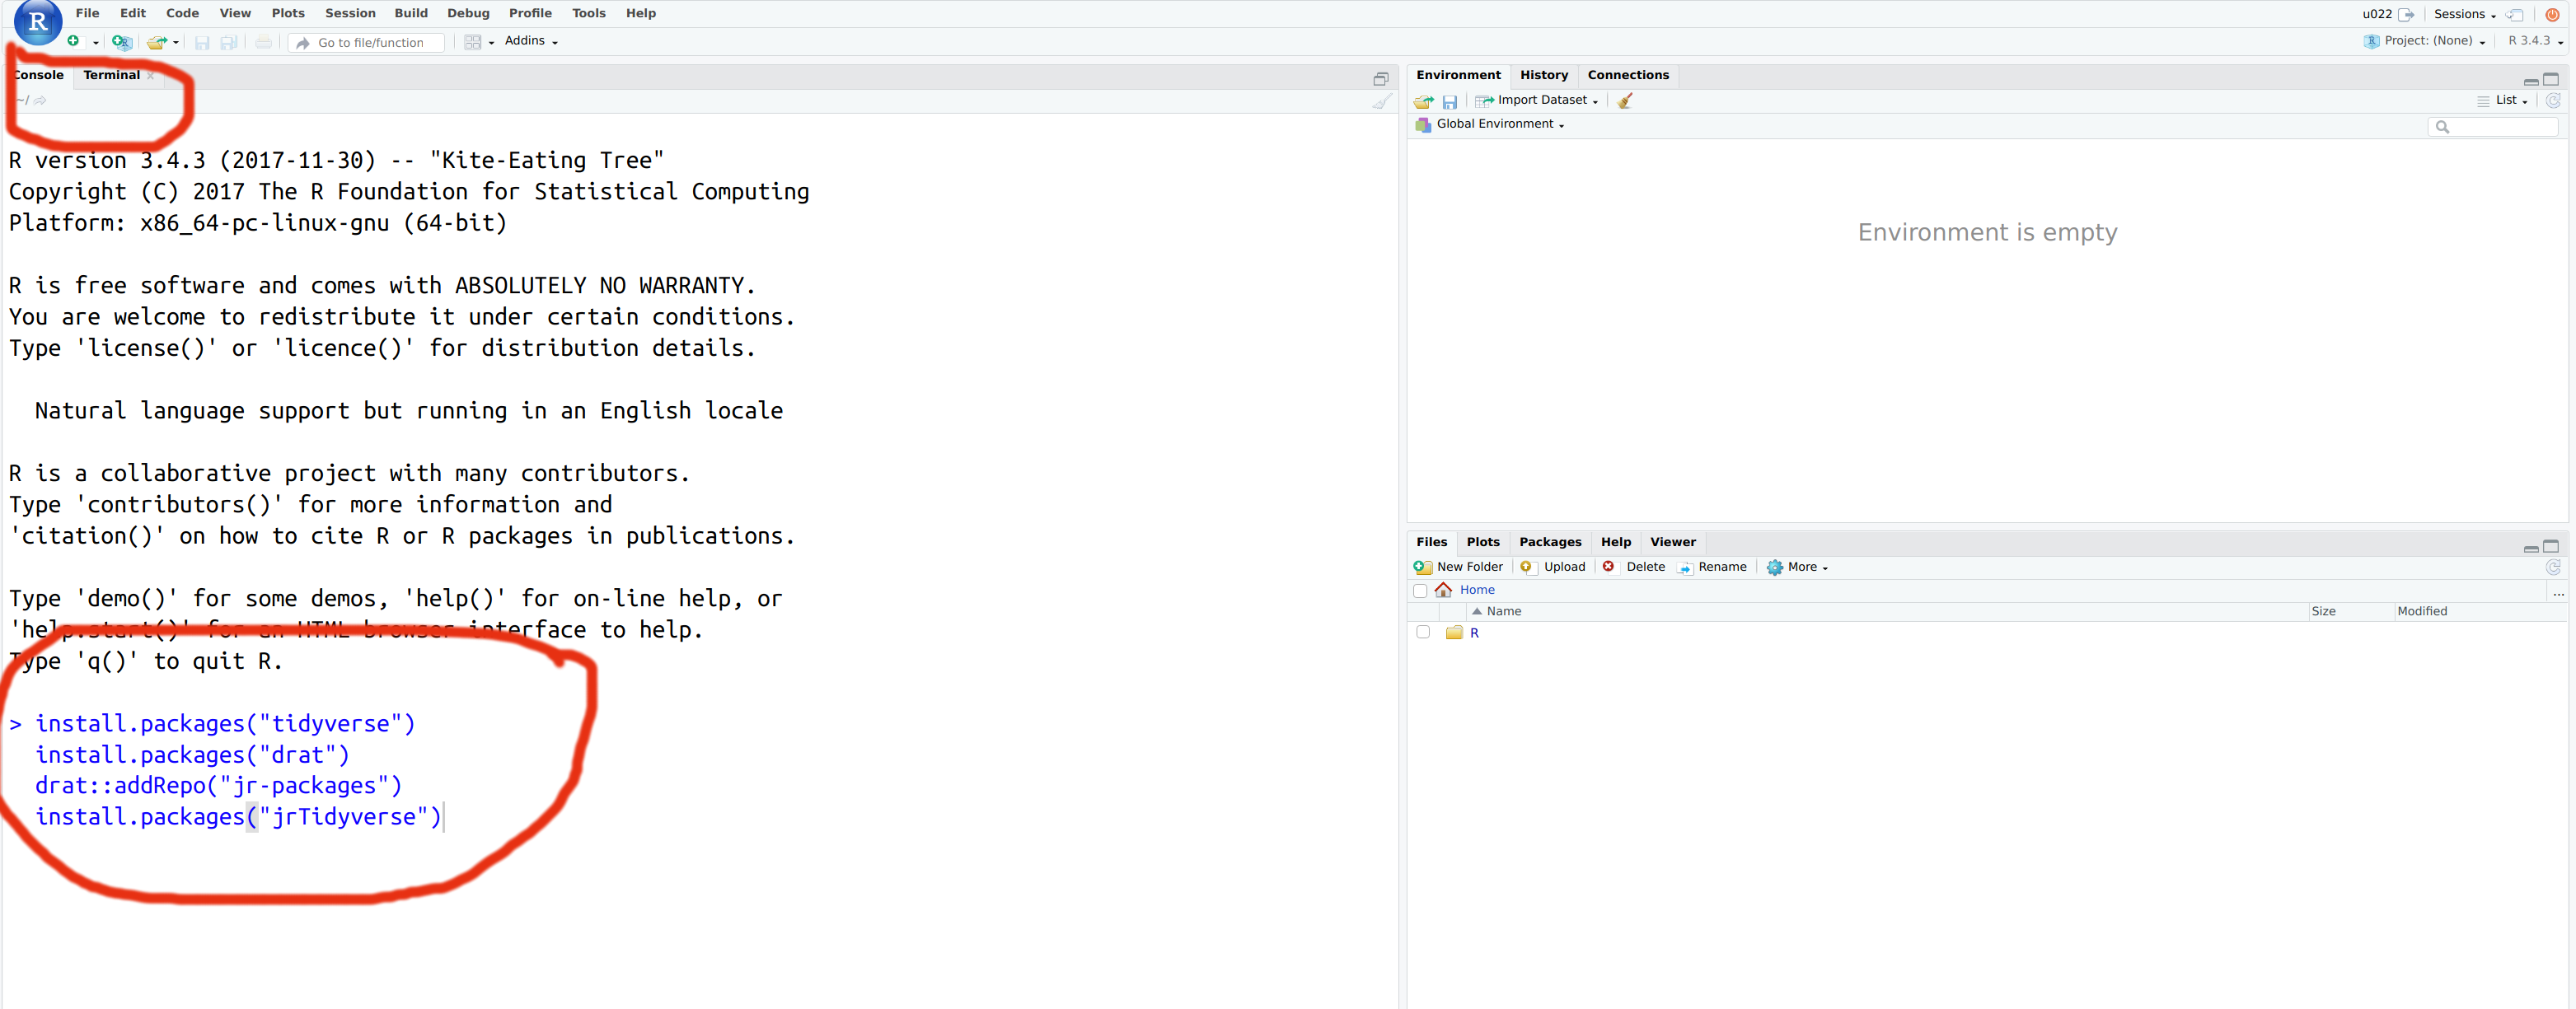 R
File Edit Code View Plots Session Build Debug Profile Tools Help
u022 Sessions
Go to file/function Addins
Project: (None) R 3.4.3
Console Terminal
~/
R version 3.4.3 (2017-11-30) -- "Kite-Eating Tree"
Copyright (C) 2017 The R Foundation for Statistical Computing
Platform: x86_64-pc-linux-gnu (64-bit)
R is free software and comes with ABSOLUTELY NO WARRANTY.
You are welcome to redistribute it under certain conditions.
Type 'license()' or 'licence()' for distribution details.
Natural language support but running in an English locale
R is a collaborative project with many contributors.
Type 'contributors()' for more information and
'citation()' on how to cite R or R packages in publications.
Type 'demo()' for some demos, 'help()' for on-line help, or
'help.start()' for an HTML browser interface to help.
Type 'q()' to quit R.
> install.packages("tidyverse")
install.packages("drat")
drat::addRepo("jr-packages")
install.packages("jrTidyverse")
Environment History Connections
Import Dataset List
Global Environment
Environment is empty
Files Plots Packages Help Viewer
New Folder Upload Delete Rename More
Home ...
Name Size Modified
R